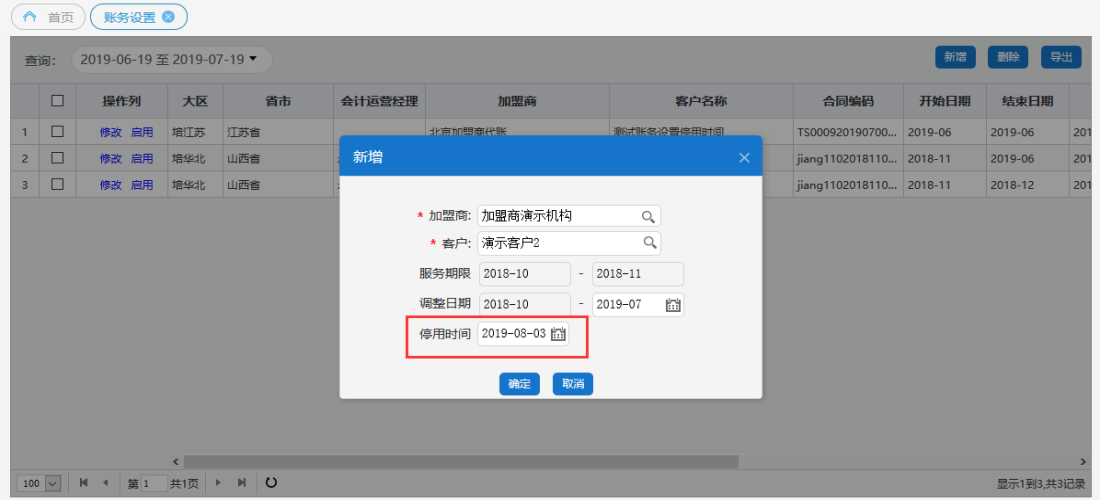 首页 账务设置
查询: 2019-06-19 至 2019-07-19 新增 删除 导出
操作列 大区 省市 会计运营经理 加盟商 客户名称 合同编码 开始日期 结束日期
1 修改 启用 培江苏 江苏省 北京加盟商代账 测试账务设置停用时间 TS000920190700... 2019-06 2019-06 201
2 修改 启用 培华北 山西省 jiang1102018110... 2018-11 2019-06 201
3 修改 启用 培华北 山西省 jiang1102018110... 2018-11 2018-12 201
新增
* 加盟商: 加盟商演示机构
* 客户: 演示客户2
服务期限 2018-10 - 2018-11
调整日期 2018-10 - 2019-07
停用时间 2019-08-03
确定 取消
100 第 1 共1页 显示1到3,共3记录